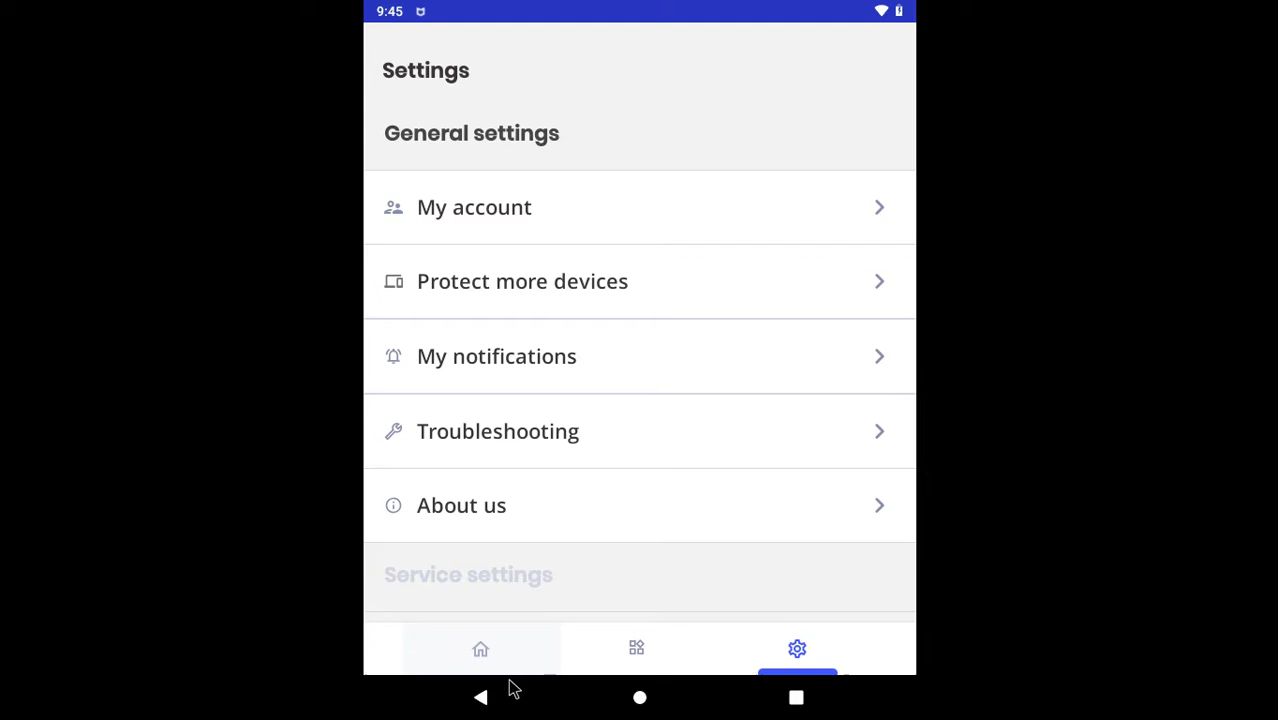 9:45
Settings
General settings
My account
Protect more devices
My notifications
Troubleshooting
About us
Service settings